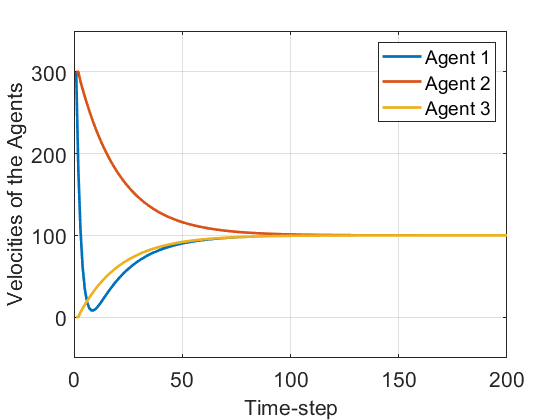 Agent 1
Agent 2
Agent 3
300
200
100
0
0
50
100
150
200
Velocities of the Agents
Time-step